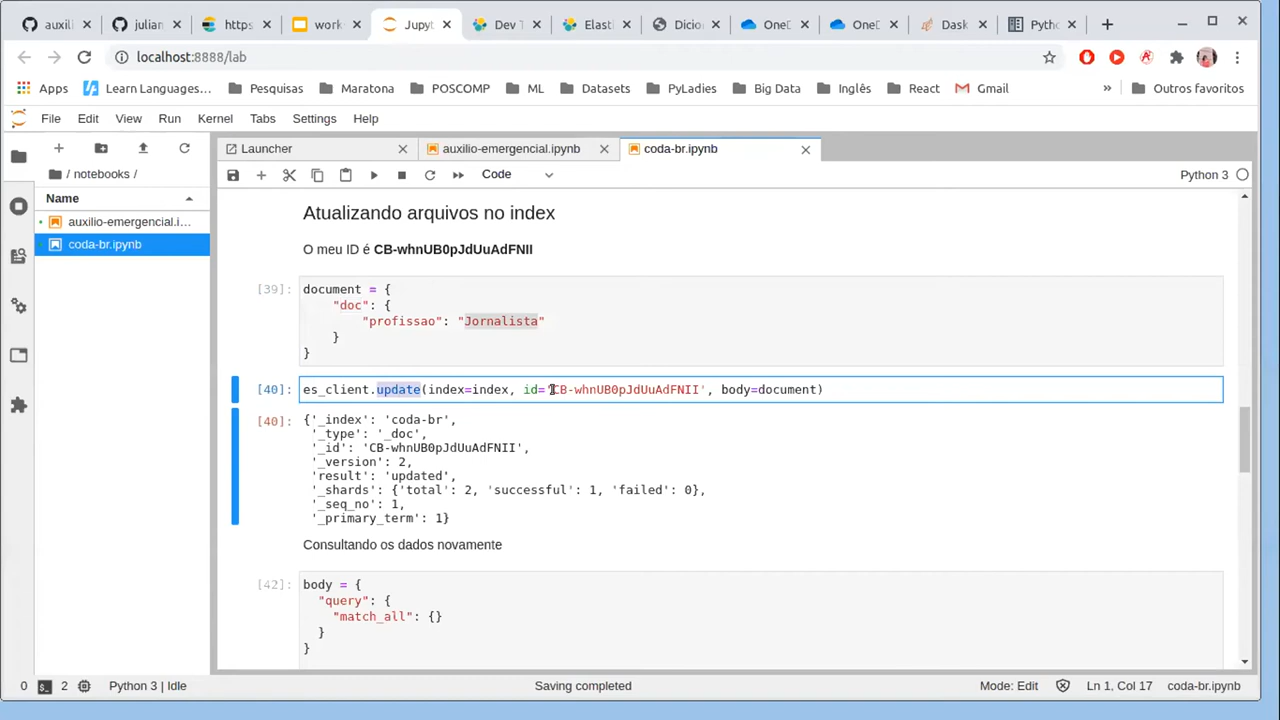 auxíli
julian
https
work
Jupyt
Dev T
Elasti
Dicio
OneD
OneD
Dask
Pytho
localhost:8888/lab
Apps
Learn Languages...
Pesquisas
Maratona
POSCOMP
ML
Datasets
PyLadies
Big Data
Inglês
React
Gmail
»
Outros favoritos
File Edit View Run Kernel Tabs Settings Help
Launcher
auxilio-emergencial.ipynb
coda-br.ipynb
/ notebooks /
Code
Python 3
Name
auxilio-emergencial.i...
coda-br.ipynb
Atualizando arquivos no index
O meu ID é CB-whnUB0pJdUuAdFNII
[39]: document = {
"doc": {
"profissao": "Jornalista"
}
}
[40]: es_client.update(index=index, id='CB-whnUB0pJdUuAdFNII', body=document)
[40]: {'_index': 'coda-br',
'_type': '_doc',
'_id': 'CB-whnUB0pJdUuAdFNII',
'_version': 2,
'result': 'updated',
'_shards': {'total': 2, 'successful': 1, 'failed': 0},
'_seq_no': 1,
'_primary_term': 1}
Consultando os dados novamente
[42]: body = {
"query": {
"match_all": {}
}
}
0 2 Python 3 | Idle Saving completed Mode: Edit Ln 1, Col 17 coda-br.ipynb